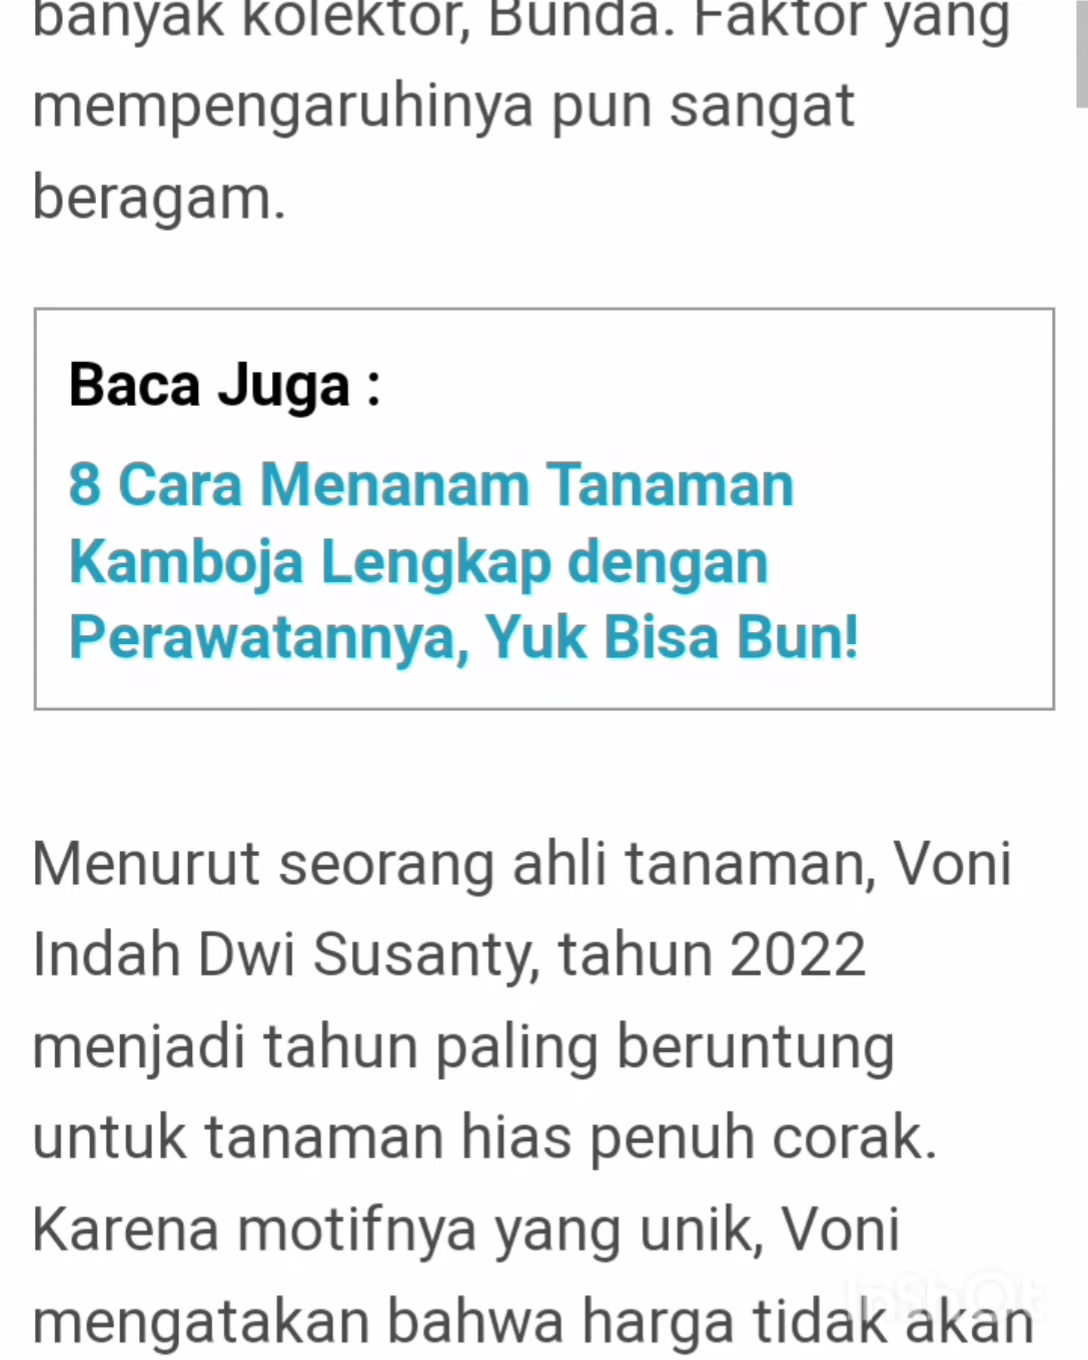 banyak kolektor, Bunda. Faktor yang
mempengaruhinya pun sangat
beragam.
Baca Juga :
8 Cara Menanam Tanaman
Kamboja Lengkap dengan
Perawatannya, Yuk Bisa Bun!
Menurut seorang ahli tanaman, Voni
Indah Dwi Susanty, tahun 2022
menjadi tahun paling beruntung
untuk tanaman hias penuh corak.
Karena motifnya yang unik, Voni
InShOt
mengatakan bahwa harga tidak akan